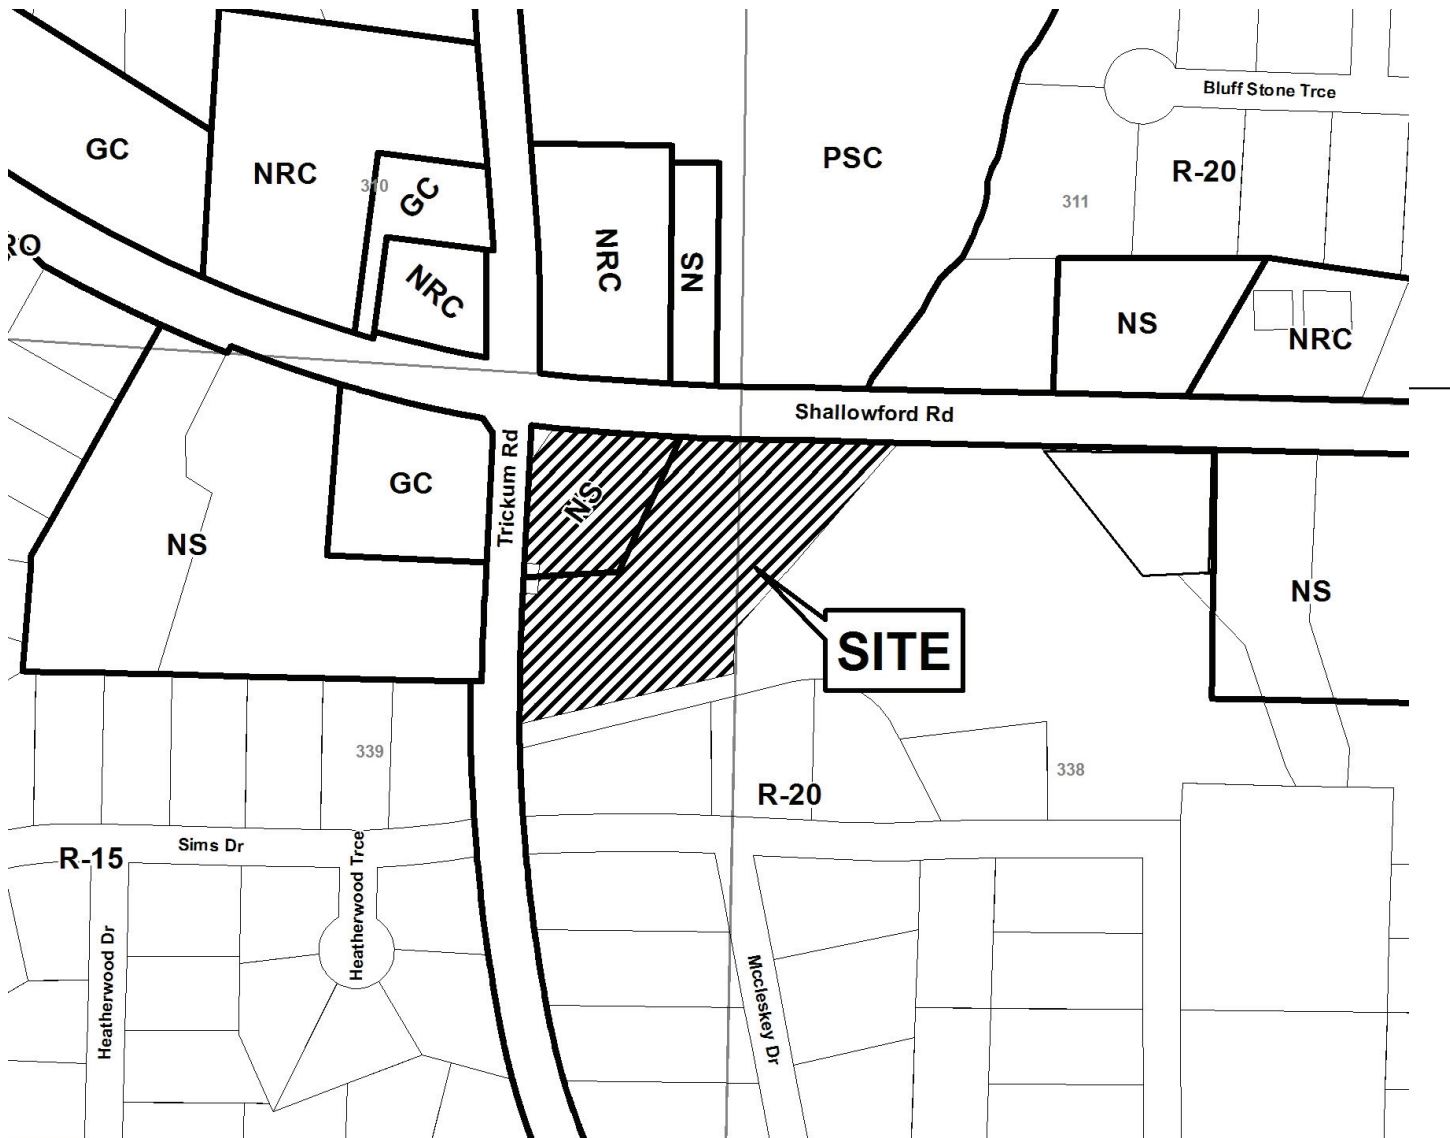 Bluff Stone Trce
GC
NRC
PSC
R-20
310
GC
311
RO
NRC
NS
NRC
NS
NRC
Shallowford Rd
Trickum Rd
GC
NS
NS
NS
SITE
339
338
R-20
Sims Dr
R-15
Heatherwood Trce
Heatherwood Dr
Mccleskey Dr